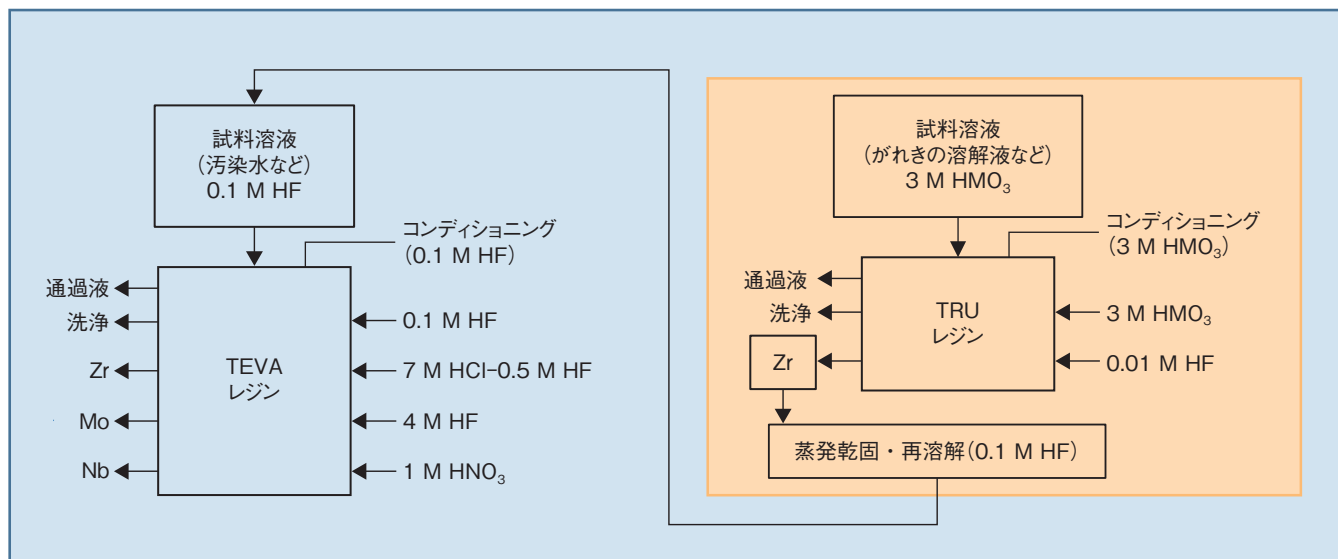 試料溶液
(汚染水など)
0.1 M HF
コンディショニング
(0.1 M HF)
通過液
洗浄
Zr
Mo
Nb
TEVA
レジン
0.1 M HF
7 M HCl−0.5 M HF
4 M HF
1 M HNO₃
試料溶液
(がれきの溶解液など)
3 M HMO₃
コンディショニング
(3 M HMO₃)
通過液
洗浄
Zr
TRU
レジン
3 M HMO₃
0.01 M HF
蒸発乾固・再溶解(0.1 M HF)